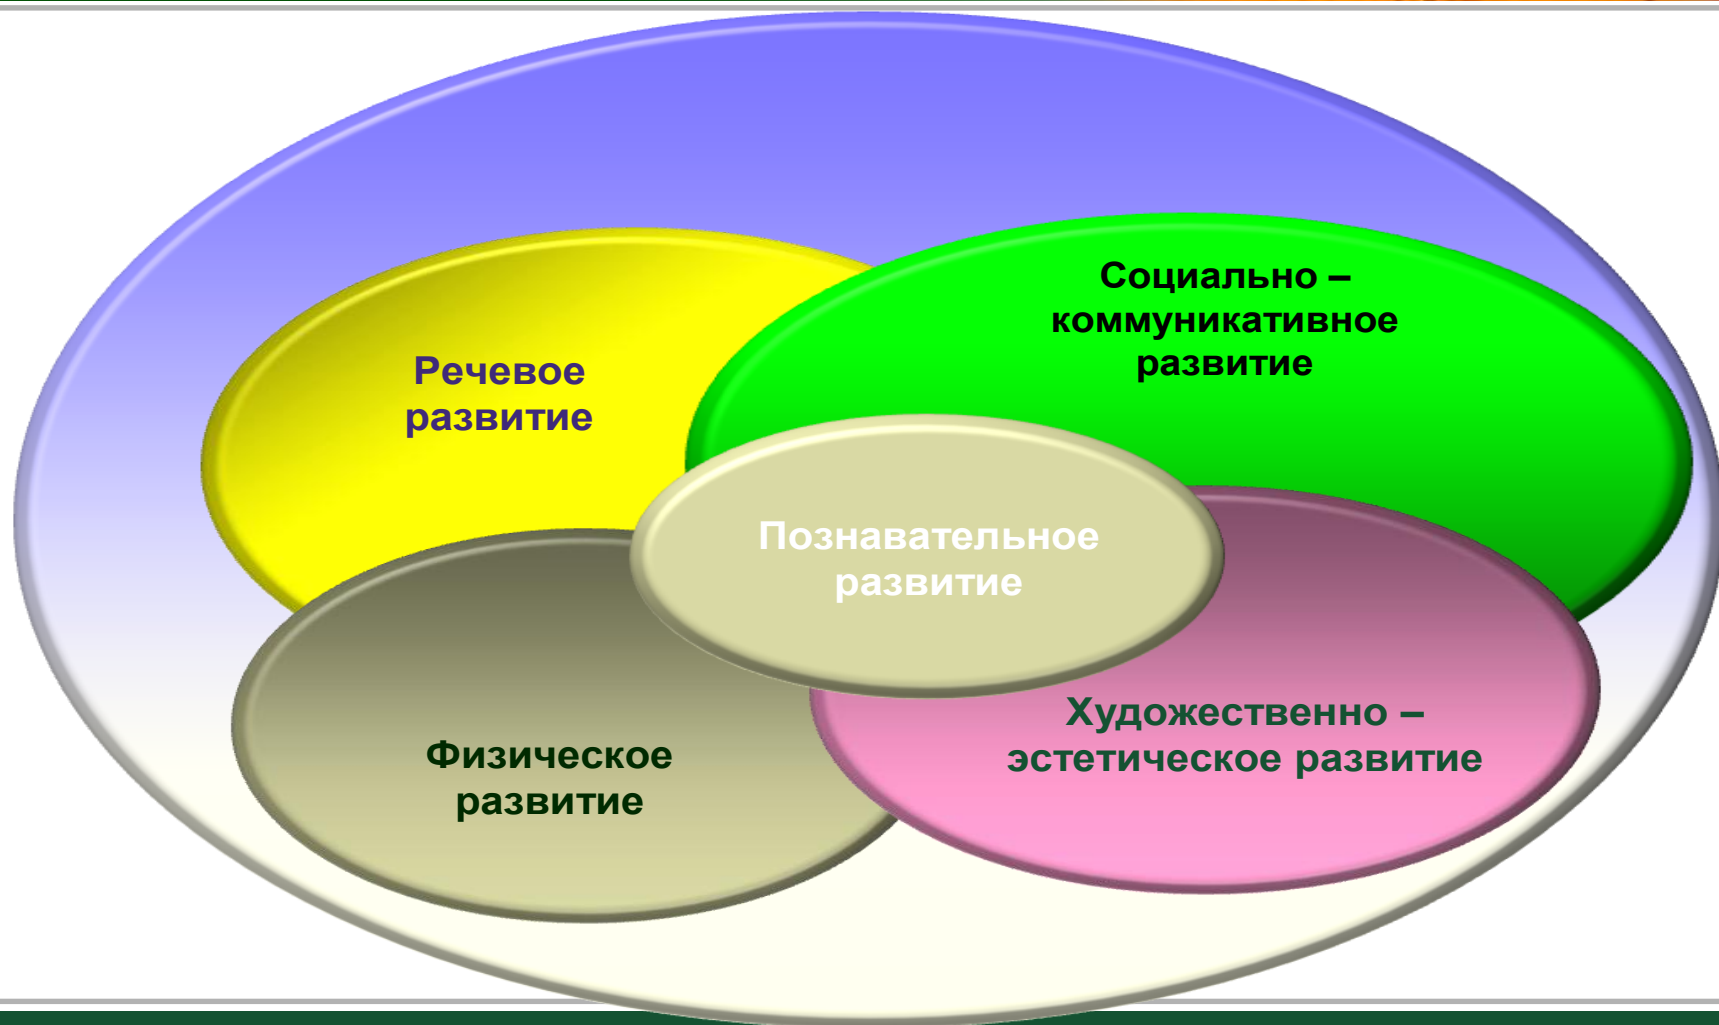 Социально –
коммуникативное
развитие
Речевое
развитие
Познавательное
развитие
Художественно –
эстетическое развитие
Физическое
развитие